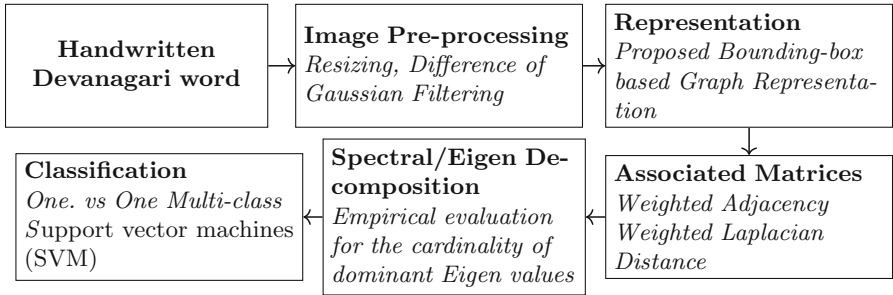 Handwritten
Devanagari word
Image Pre-processing
Resizing, Difference of
Gaussian Filtering
Representation
Proposed Bounding-box
based Graph Representa-
tion
Associated Matrices
Weighted Adjacency
Weighted Laplacian
Distance
Spectral/Eigen De-
composition
Empirical evaluation
for the cardinality of
dominant Eigen values
Classification
One. vs One Multi-class
Support vector machines
(SVM)